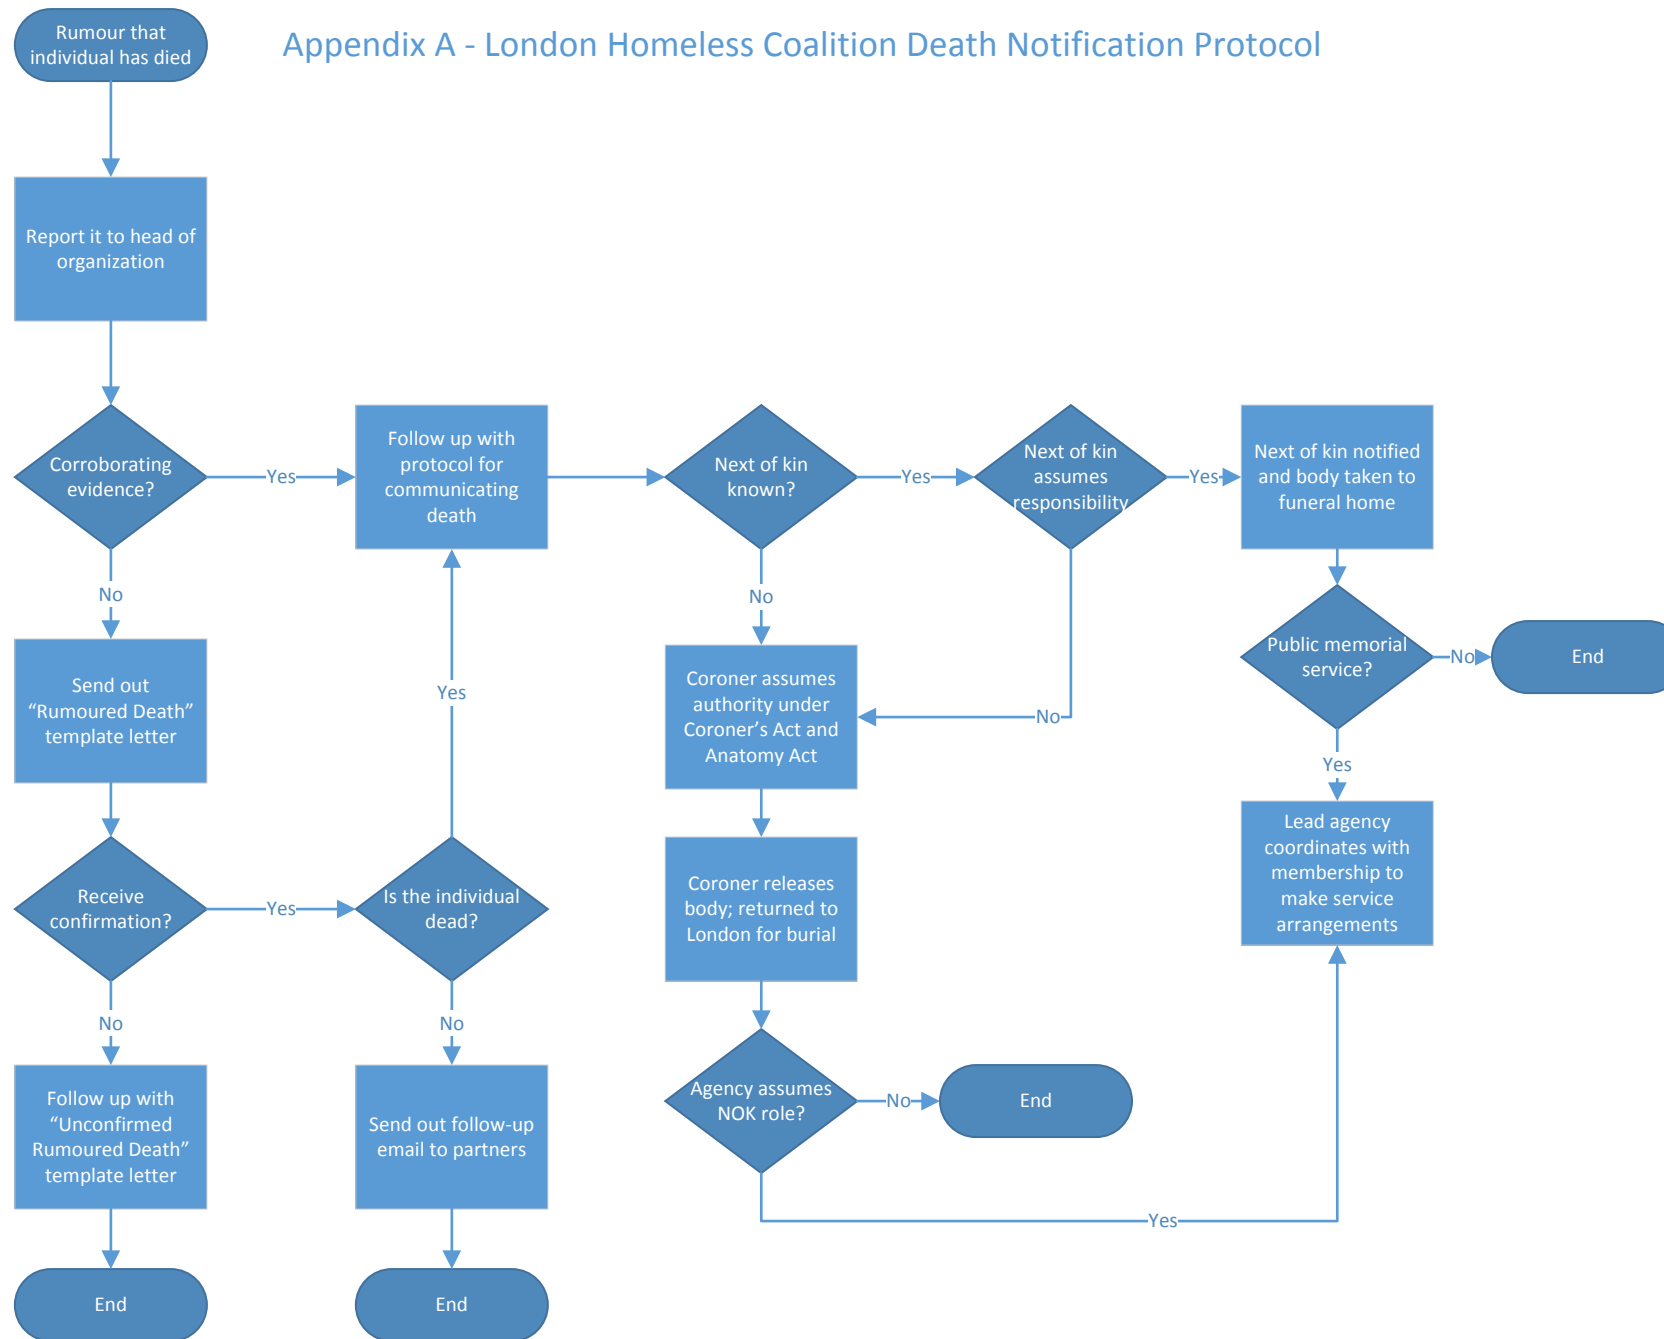 Appendix A - London Homeless Coalition Death Notification Protocol
Rumour that
individual has died
Report it to head of
organization
Corroborating
evidence?
Yes
No
Send out
“Rumoured Death”
template letter
Receive
confirmation?
Yes
No
Follow up with
“Unconfirmed
Rumoured Death”
template letter
End
Follow up with
protocol for
communicating
death
Yes
Is the individual
dead?
No
Send out follow-up
email to partners
End
Next of kin
known?
Yes
No
Coroner assumes
authority under
Coroner’s Act and
Anatomy Act
Coroner releases
body; returned to
London for burial
Agency assumes
NOK role?
No
End
Yes
Next of kin
assumes
responsibility
Yes
No
Next of kin notified
and body taken to
funeral home
Public memorial
service?
No
End
Yes
Lead agency
coordinates with
membership to
make service
arrangements